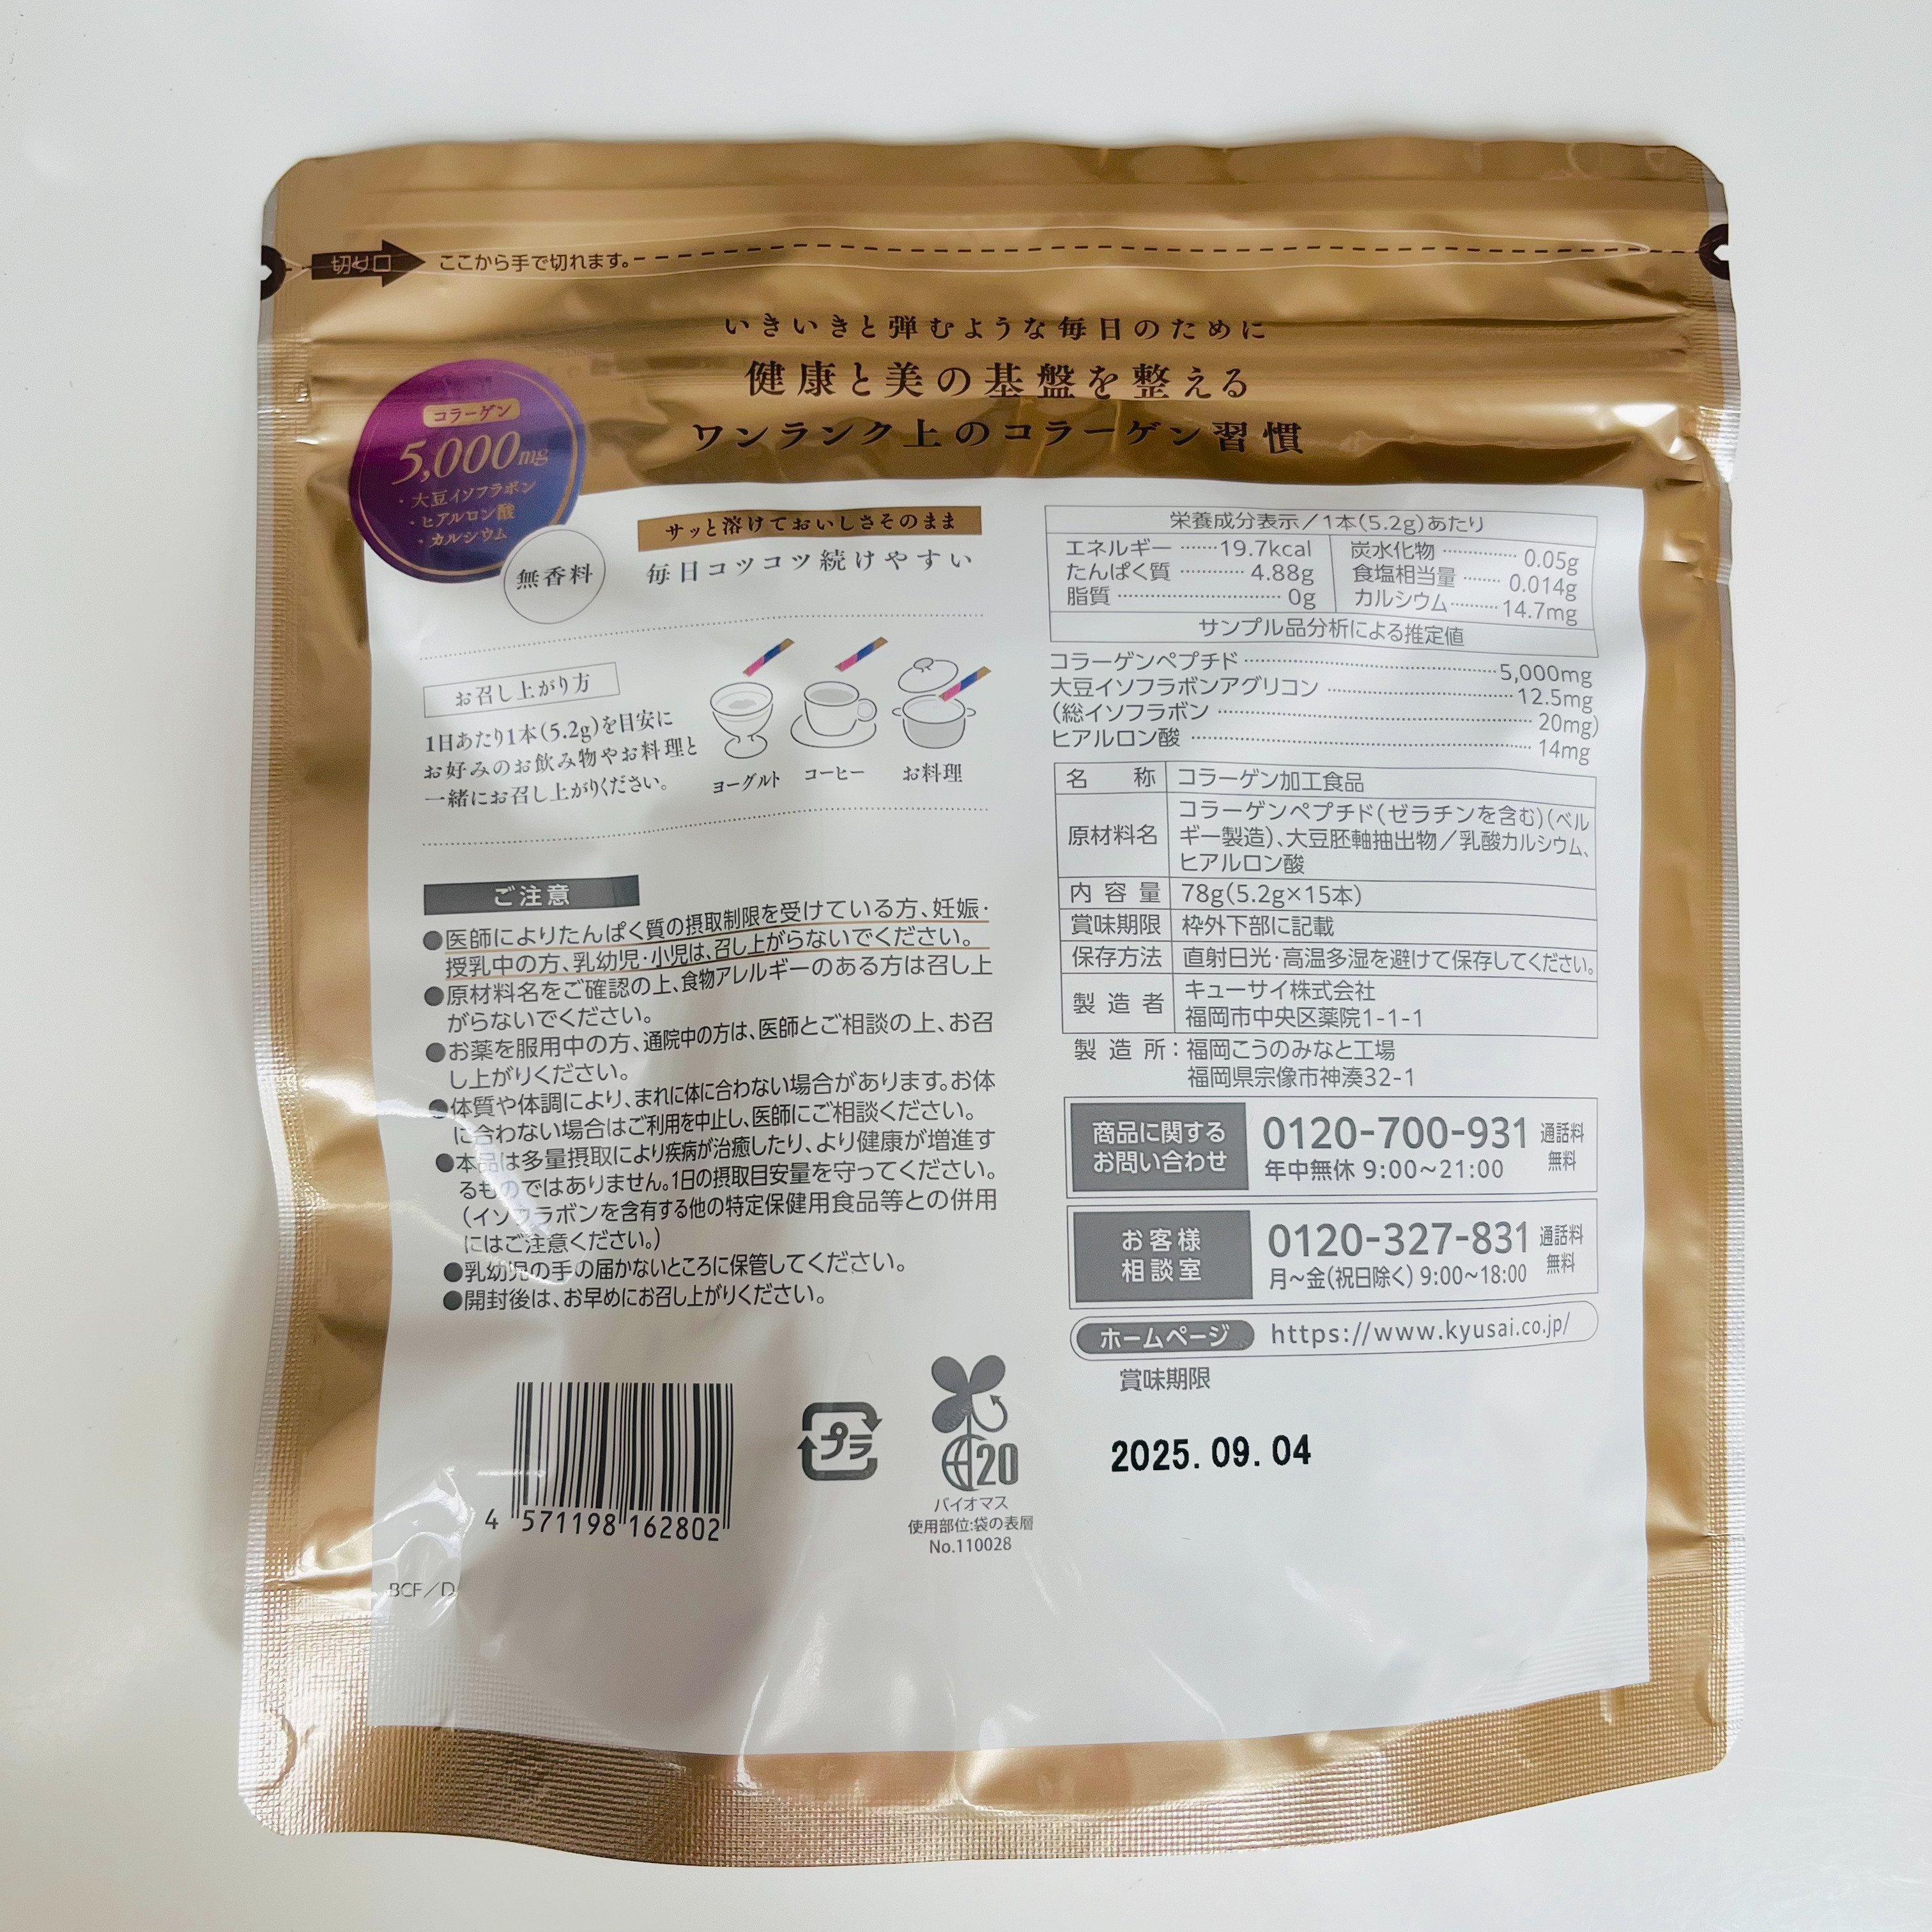 切り口 ここから手で切れます。
いきいきと弾むような毎日のために
健康と美の基盤を整える
ワンランク上のコラーゲン習慣
コラーゲン
5,000mg
・大豆イソフラボン
・ヒアルロン酸
・カルシウム
無香料
サッと溶けておいしさそのまま
毎日コツコツ続けやすい
お召し上がり方
1日あたり1本(5.2g)を目安に
お好みのお飲み物やお料理と
一緒にお召し上がりください。
ヨーグルト コーヒー お料理
ご注意
●医師によりたんぱく質の摂取制限を受けている方、妊娠・
授乳中の方、乳幼児・小児は、召し上がらないでください。
●原材料名をご確認の上、食物アレルギーのある方は召し上
がらないでください。
●お薬を服用中の方、通院中の方は、医師とご相談の上、お召
し上がりください。
●体質や体調により、まれに体に合わない場合があります。お体
に合わない場合はご利用を中止し、医師にご相談ください。
●本品は多量摂取により疾病が治癒したり、より健康が増進す
るものではありません。1日の摂取目安量を守ってください。
(イソフラボンを含有する他の特定保健用食品等との併用
にはご注意ください。)
●乳幼児の手の届かないところに保管してください。
●開封後は、お早めにお召し上がりください。
4 571198 162802
プラ
20
バイオマス
使用部位:袋の表層
No.110028
BCF/D
栄養成分表示/1本(5.2g)あたり
エネルギー……19.7kcal 炭水化物…………0.05g
たんぱく質…………4.88g 食塩相当量………0.014g
脂質…………………0g カルシウム………14.7mg
サンプル品分析による推定値
コラーゲンペプチド…………………5,000mg
大豆イソフラボンアグリコン…………………12.5mg
(総イソフラボン…………………20mg)
ヒアルロン酸…………………14mg
名称 コラーゲン加工食品
原材料名 コラーゲンペプチド(ゼラチンを含む)(ベル
ギー製造)、大豆胚軸抽出物/乳酸カルシウム、
ヒアルロン酸
内容量 78g(5.2g×15本)
賞味期限 枠外下部に記載
保存方法 直射日光・高温多湿を避けて保存してください。
製造者 キューサイ株式会社
福岡市中央区薬院1-1-1
製造所:福岡こうのみなと工場
福岡県宗像市神湊32-1
商品に関する
お問い合わせ
0120-700-931 通話料無料
年中無休 9:00~21:00
お客様
相談室
0120-327-831 通話料無料
月~金(祝日除く) 9:00~18:00
ホームページ https://www.kyusai.co.jp/
賞味期限
2025.09.04